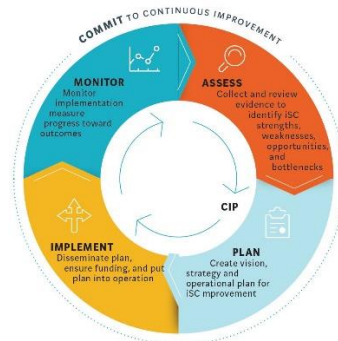 COMMIT TO CONTINUOUS IMPROVEMENT
MONITOR
Monitor
implementation
measure
progress toward
outcomes
ASSESS
Collect and review
evidence to
identify iSC
strengths,
weaknesses,
opportunities,
and
bottlenecks
CIP
IMPLEMENT
Disseminate plan,
ensure funding, and put
plan into operation
PLAN
Create vision,
strategy and
operational plan for
iSC mprovement